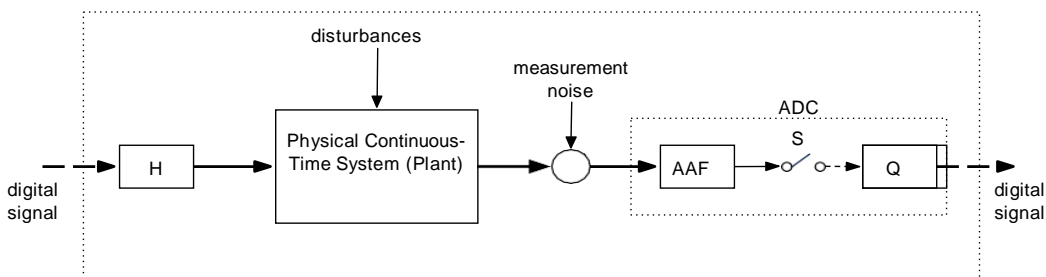 disturbances
measurement
noise
ADC
Physical Continuous-
Time System (Plant)
S
H
AAF
Q
digital
signal
digital
signal